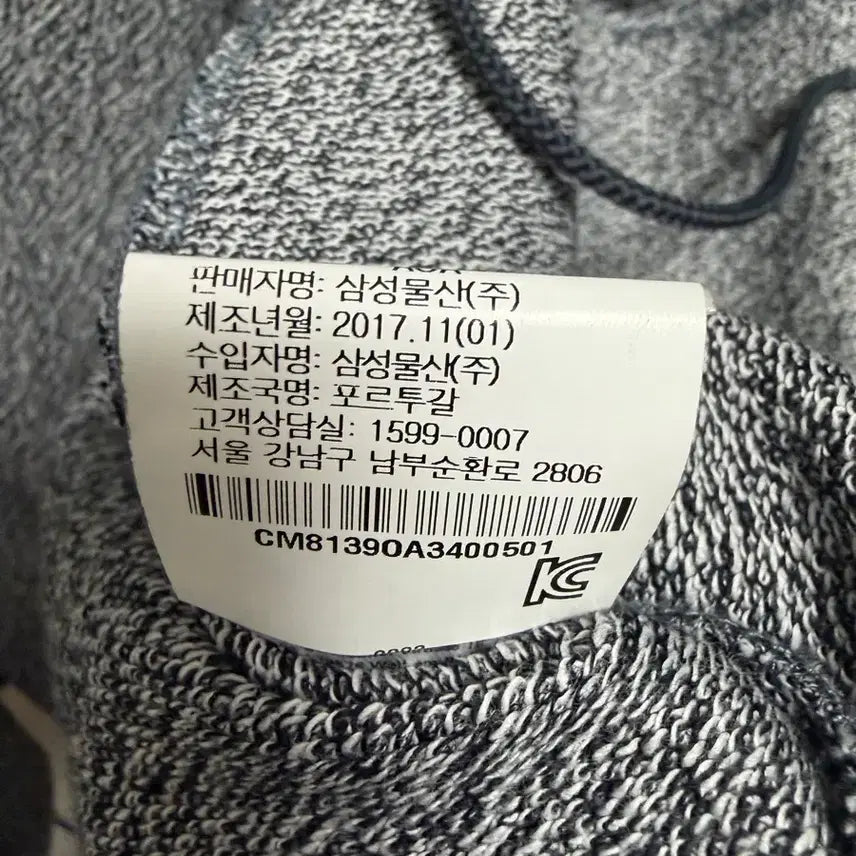 판매자명: 삼성물산(주)
제조년월: 2017.11(01)
수입자명: 삼성물산(주)
제조국명: 포르투갈
고객상담실: 1599-0007
서울 강남구 남부순환로 2806
CM8139OA3400501
KC